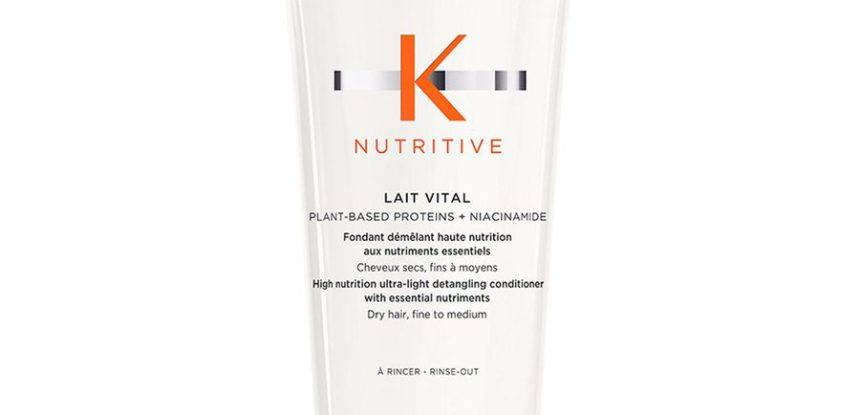 K
NUTRITIVE
LAIT VITAL
PLANT-BASED PROTEINS + NIACINAMIDE
Fondant démêlant haute nutrition
aux nutriments essentiels
Cheveux secs, fins à moyens
High nutrition ultra-light detangling conditioner
with essential nutriments
Dry hair, fine to medium
À RINCER - RINSE-OUT